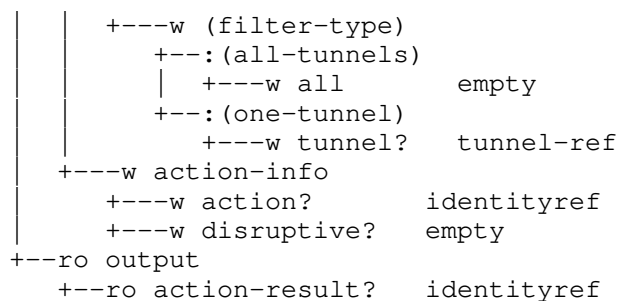 |  |  +---w (filter-type)
|  |     +--:(all-tunnels)
|  |     |  +---w all       empty
|  |     +--:(one-tunnel)
|  |        +---w tunnel?   tunnel-ref
|  +---w action-info
|     +---w action?       identityref
|     +---w disruptive?   empty
+--ro output
   +--ro action-result?   identityref